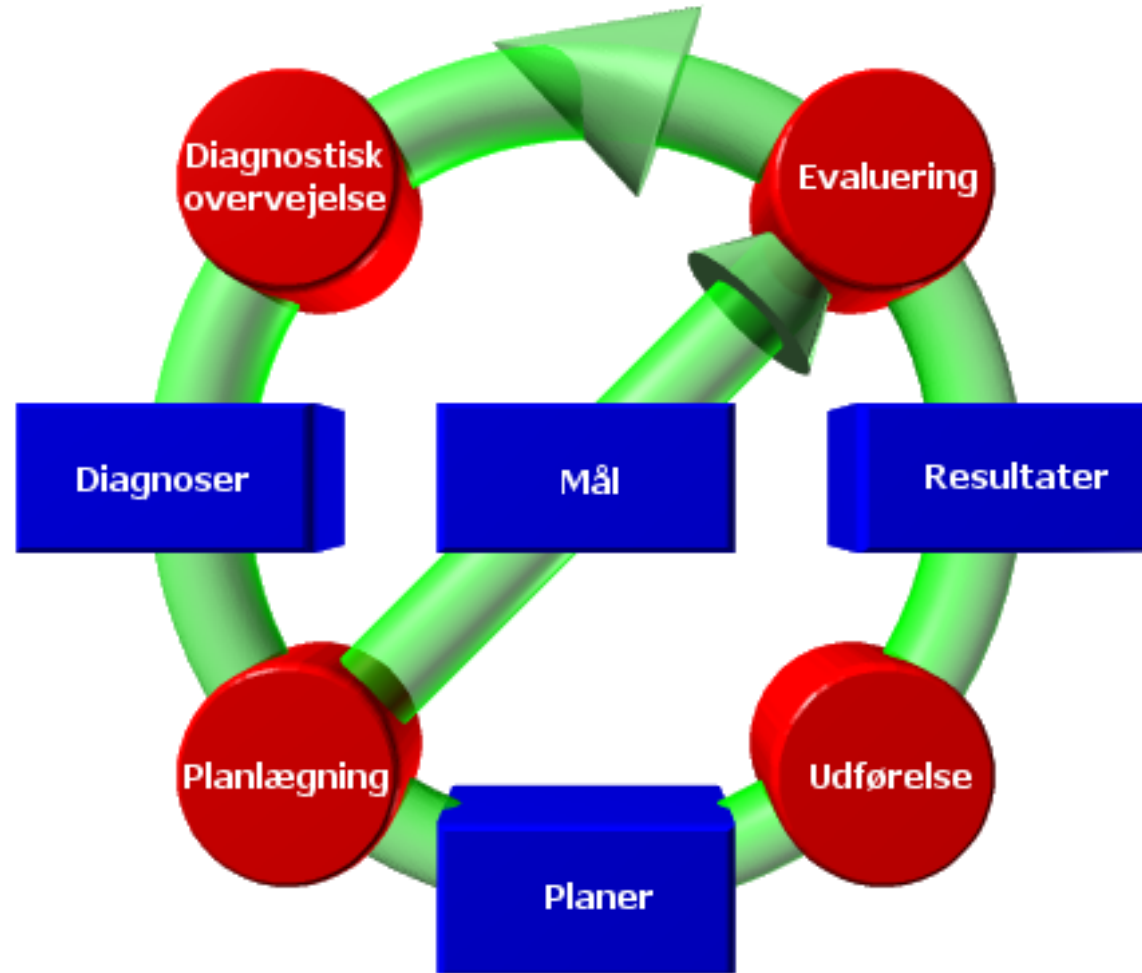 Diagnostisk
overvejelse
Evaluering
Diagnoser
Mål
Resultater
Planlægning
Udførelse
Planer